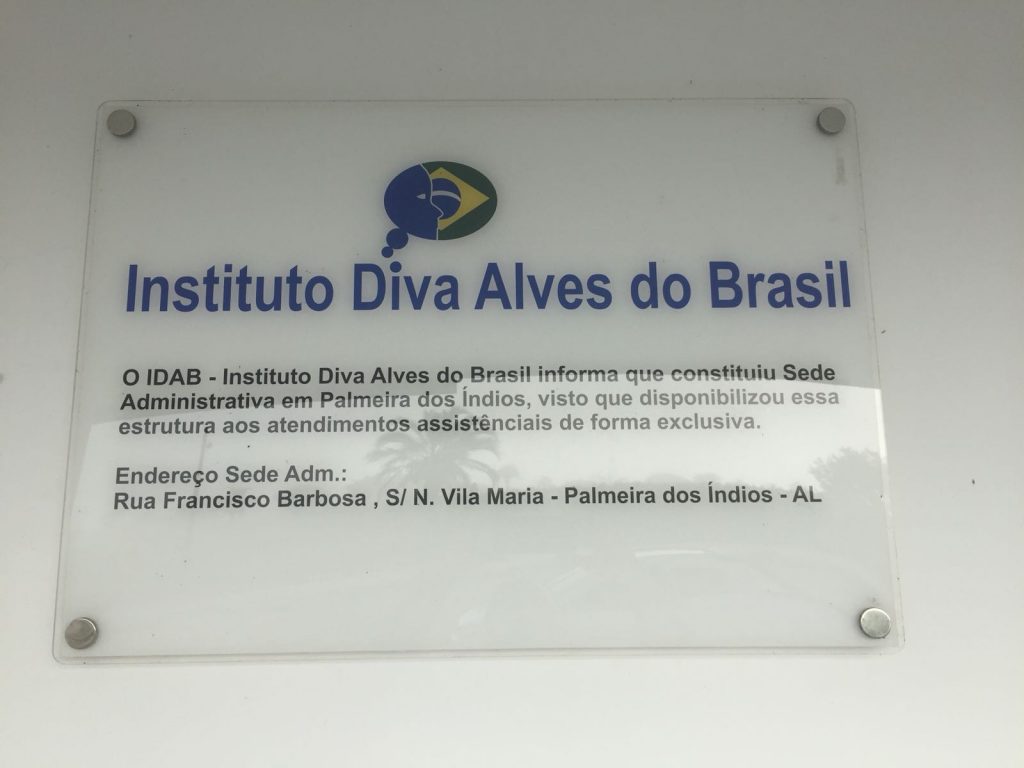 Instituto Diva Alves do Brasil
O IDAB - Instituto Diva Alves do Brasil informa que constituiu Sede
Administrativa em Palmeira dos Índios, visto que disponibilizou essa
estrutura aos atendimentos assistênciais de forma exclusiva.
Endereço Sede Adm.:
Rua Francisco Barbosa , S/ N. Vila Maria - Palmeira dos Índios - AL